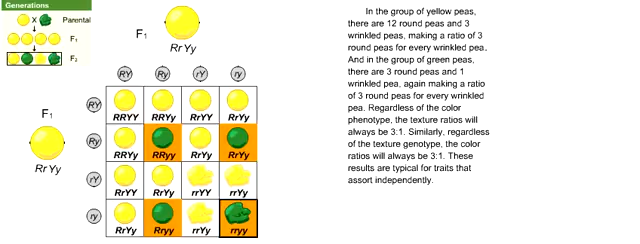 Generations
X
Parental
F₁
F₂
F₁
RrYy
RY Ry rY ry
F₁
RrYy
RY
RRYY RRYy RrYY RrYy
Ry
RRYy RRyy RrYy Rryy
rY
RrYY RrYy rrYY rrYy
ry
RrYy Rryy rrYy rryy
In the group of yellow peas,
there are 12 round peas and 3
wrinkled peas, making a ratio of 3
round peas for every wrinkled pea.
And in the group of green peas,
there are 3 round peas and 1
wrinkled pea, again making a ratio
of 3 round peas for every wrinkled
pea. Regardless of the color
phenotype, the texture ratios will
always be 3:1. Similarly, regardless
of the texture genotype, the color
ratios will always be 3:1. These
results are typical for traits that
assort independently.